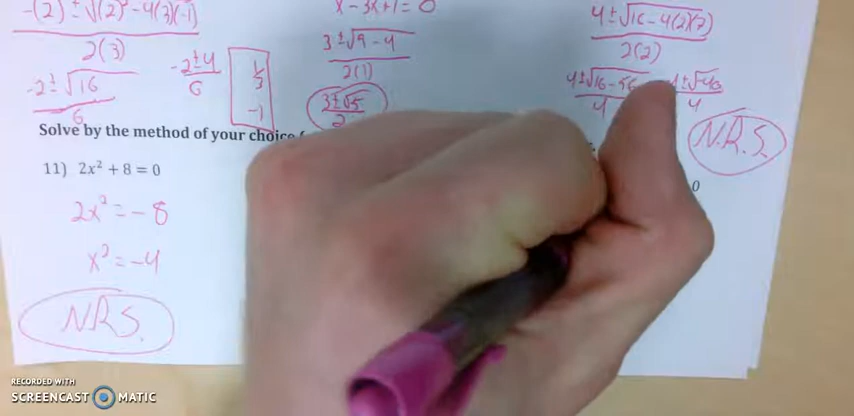 -(2) ± √(2)² - 4(3)(-1)
2(3)
-2 ± √16
6
-2 ± 4
6
1/3
-1
x² - 3x + 1 = 0
3 ± √9 - 4
2(1)
3 ± √5
2
4 ± √16 - 4(2)(7)
2(2)
4 ± √16 - 56
4
4 ± √-40
4
N.R.S.
Solve by the method of your choice
11) 2x² + 8 = 0
2x² = -8
x² = -4
N.R.S.
0
RECORDED WITH
SCREENCAST MATIC